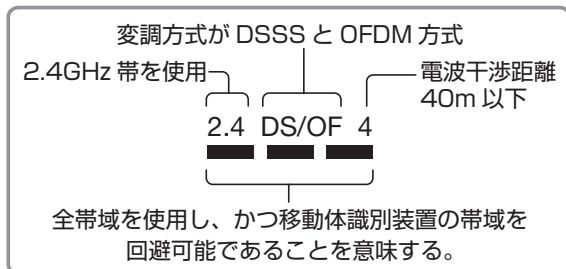 変調方式が DSSS と OFDM 方式
2.4GHz 帯を使用
電波干渉距離
40m 以下
2.4 DS/OF 4
全帯域を使用し、かつ移動体識別装置の帯域を
回避可能であることを意味する。